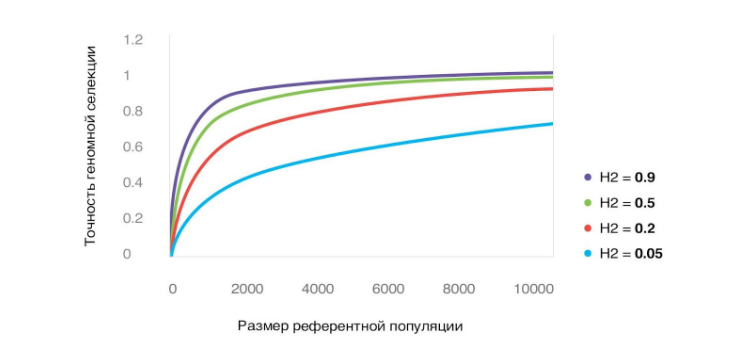 Точность геномной селекции
1.2
1
0.8
0.6
0.4
0.2
0
0 2000 4000 6000 8000 10000
Размер референтной популяции
H2 = 0.9
H2 = 0.5
H2 = 0.2
H2 = 0.05